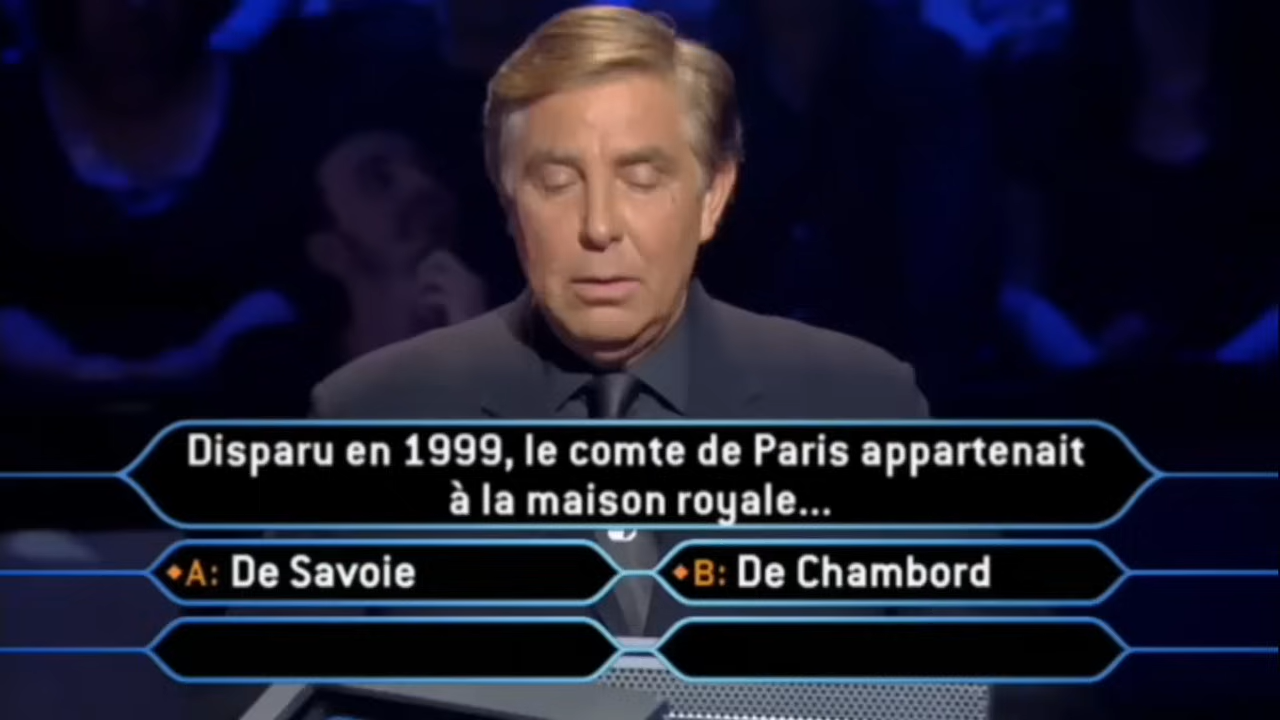 Disparu en 1999, le comte de Paris appartenait
à la maison royale...
A: De Savoie
B: De Chambord